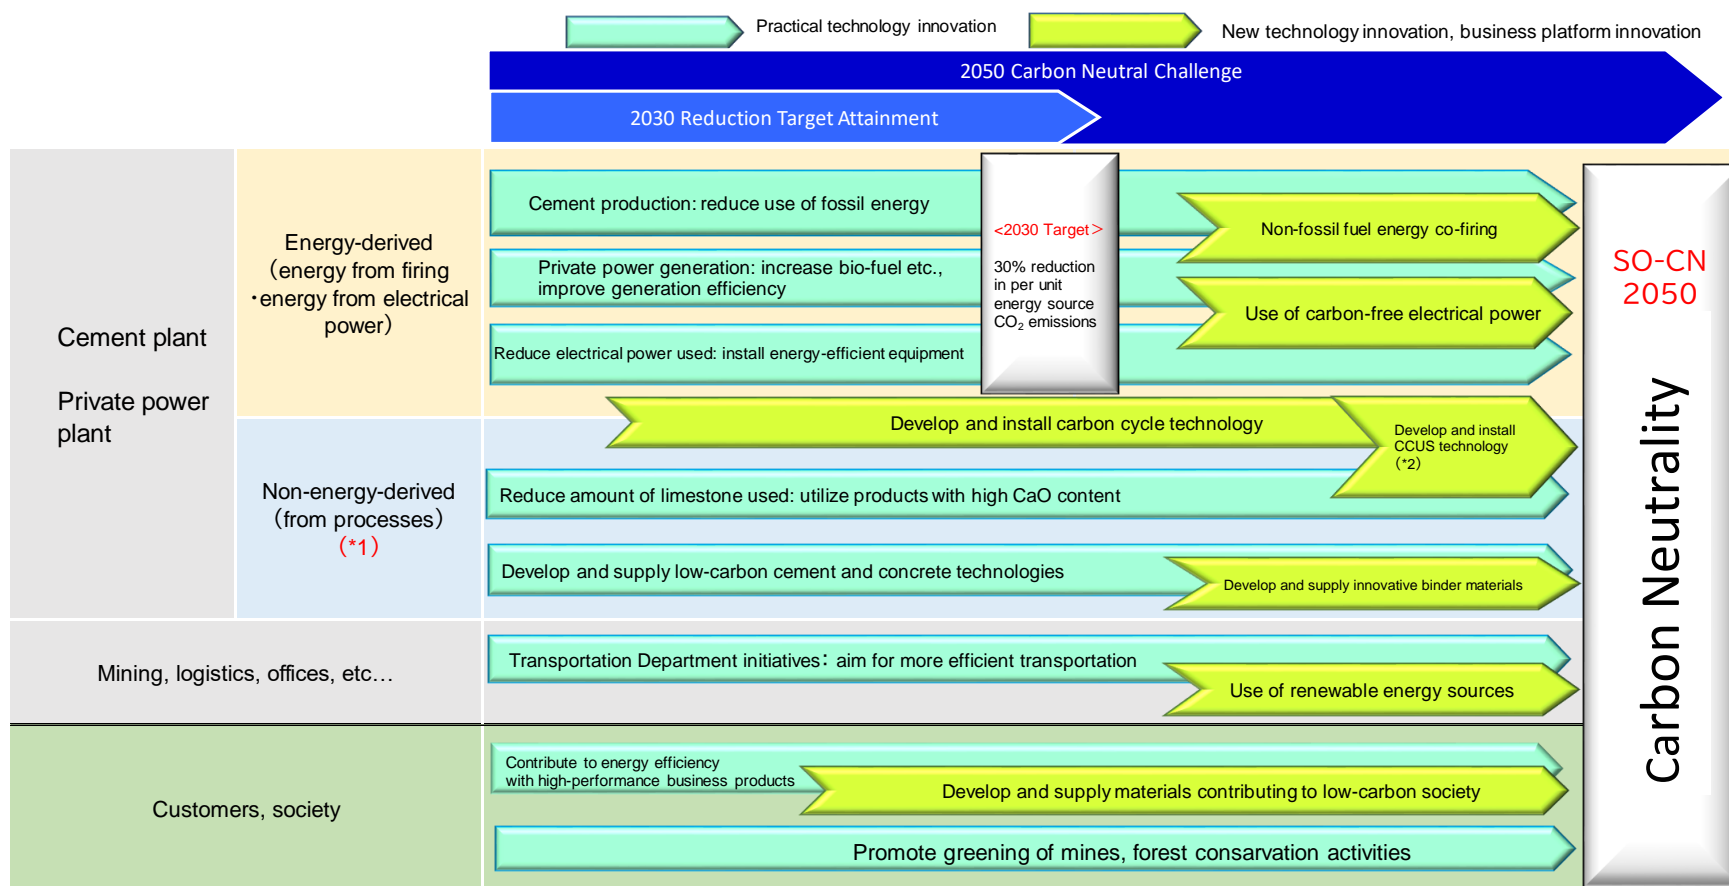 Practical technology innovation
New technology innovation, business platform innovation
2050 Carbon Neutral Challenge
2030 Reduction Target Attainment
Cement plant
Private power
plant
Energy-derived
（energy from firing
・energy from electrical
power）
Cement production: reduce use of fossil energy
Private power generation: increase bio-fuel etc.,
improve generation efficiency
Reduce electrical power used: install energy-efficient equipment
<2030 Target>
30% reduction
in per unit
energy source
CO₂ emissions
Non-fossil fuel energy co-firing
Use of carbon-free electrical power
Develop and install carbon cycle technology
Develop and install
CCUS technology
(*2)
Non-energy-derived
（from processes）
(*1)
Reduce amount of limestone used: utilize products with high CaO content
Develop and supply low-carbon cement and concrete technologies
Develop and supply innovative binder materials
Mining, logistics, offices, etc…
Transportation Department initiatives： aim for more efficient transportation
Use of renewable energy sources
Customers, society
Contribute to energy efficiency
with high-performance business products
Develop and supply materials contributing to low-carbon society
Promote greening of mines, forest consarvation activities
SO-CN
2050
Carbon Neutrality